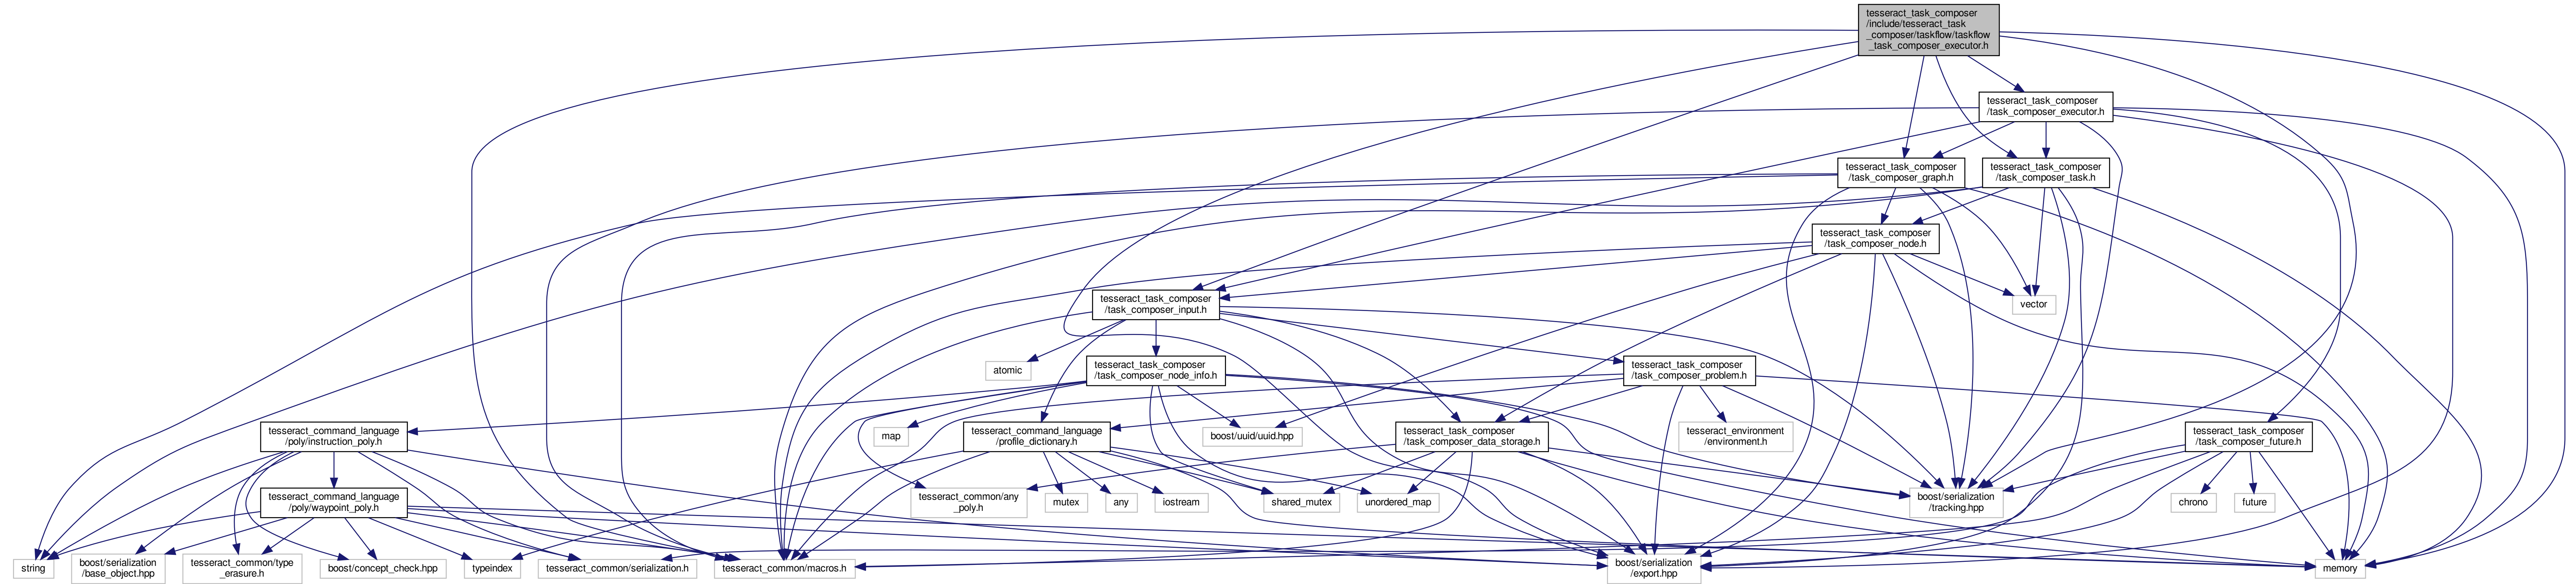 tesseract_task_composer
/include/tesseract_task
_composer/taskflow/taskflow
_task_composer_executor.h
tesseract_task_composer
/task_composer_executor.h
tesseract_task_composer
/task_composer_graph.h
tesseract_task_composer
/task_composer_task.h
tesseract_task_composer
/task_composer_node.h
tesseract_task_composer
/task_composer_input.h
vector
atomic
tesseract_task_composer
/task_composer_node_info.h
tesseract_task_composer
/task_composer_problem.h
tesseract_command_language
/poly/instruction_poly.h
map
tesseract_command_language
/profile_dictionary.h
boost/uuid/uuid.hpp
tesseract_task_composer
/task_composer_data_storage.h
tesseract_environment
/environment.h
tesseract_task_composer
/task_composer_future.h
tesseract_command_language
/poly/waypoint_poly.h
tesseract_common/any
_poly.h
mutex
any
iostream
shared_mutex
unordered_map
boost/serialization
/tracking.hpp
chrono
future
string
boost/serialization
/base_object.hpp
tesseract_common/type
_erasure.h
boost/concept_check.hpp
typeindex
tesseract_common/serialization.h
tesseract_common/macros.h
boost/serialization
/export.hpp
memory